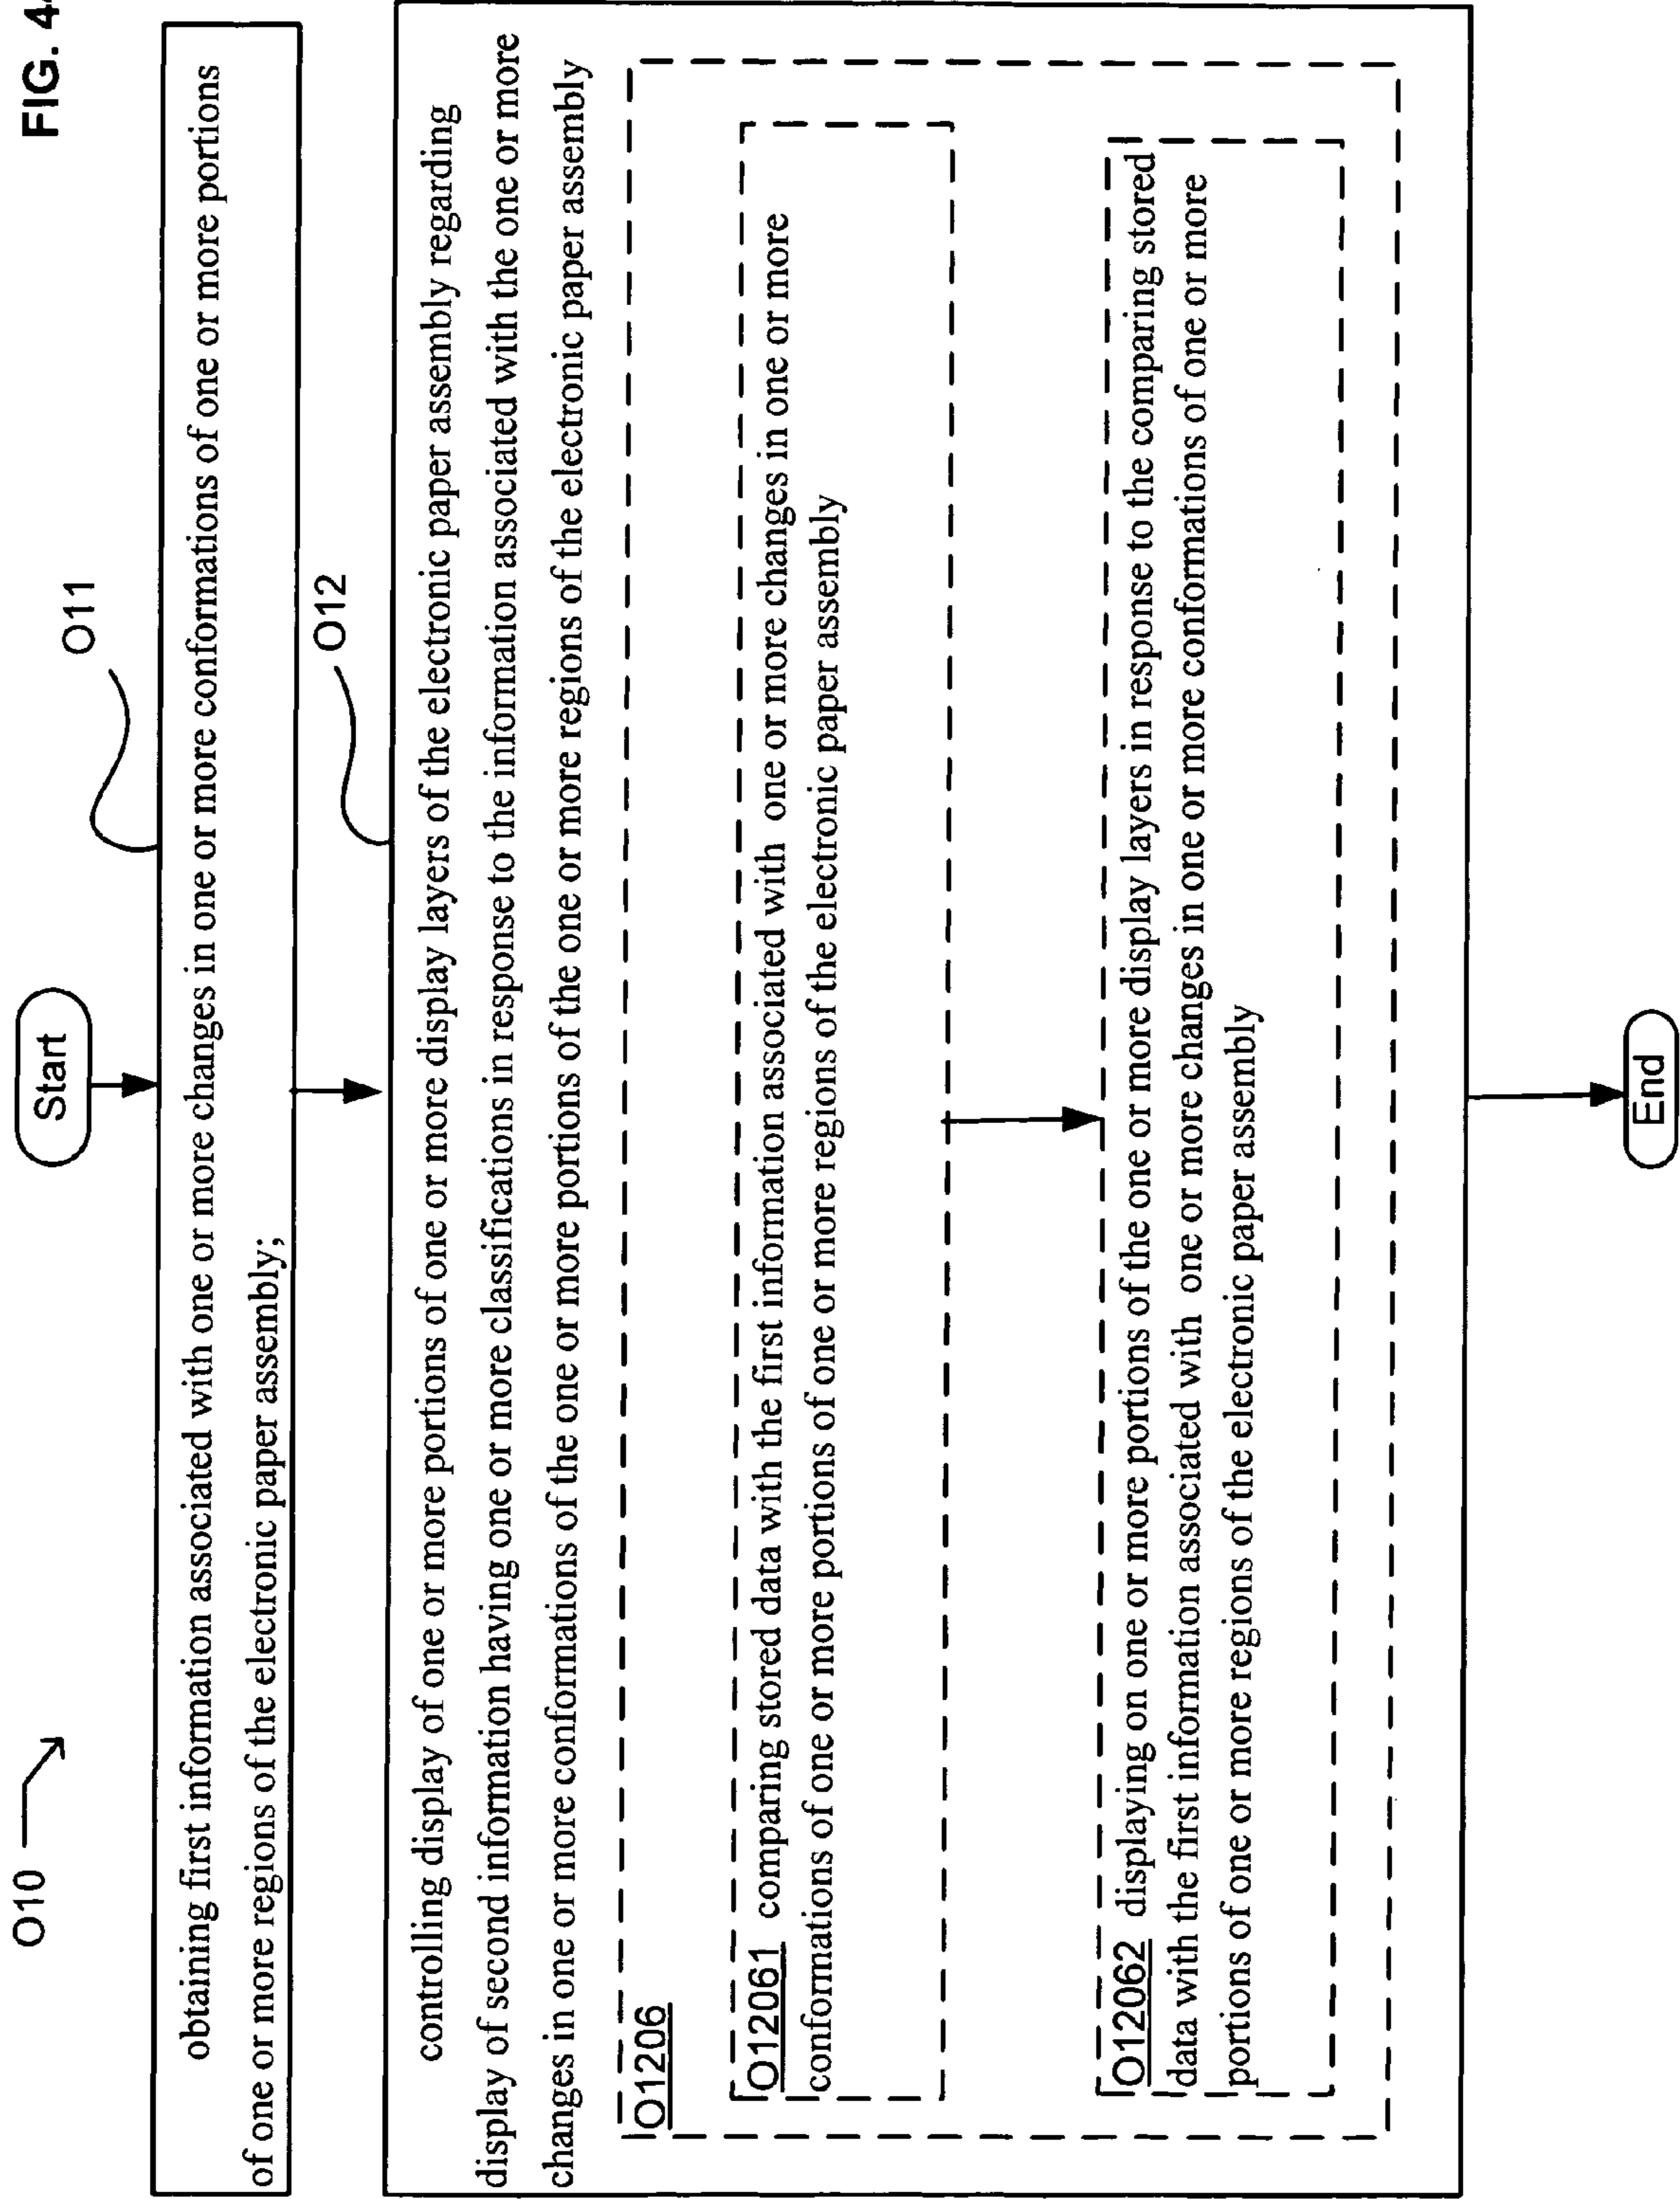 FIG. 4
O10
Start
O11
obtaining first information associated with one or more changes in one or more conformations of one or more portions
of one or more regions of the electronic paper assembly;
O12
controlling display of one or more portions of one or more display layers of the electronic paper assembly regarding
display of second information having one or more classifications in response to the information associated with the one or more
changes in one or more conformations of the one or more portions of the one or more regions of the electronic paper assembly
O1206
O12061 comparing stored data with the first information associated with one or more changes in one or more
conformations of one or more portions of one or more regions of the electronic paper assembly
O12062 displaying on one or more portions of the one or more display layers in response to the comparing stored
data with the first information associated with one or more changes in one or more conformations of one or more
portions of one or more regions of the electronic paper assembly
End